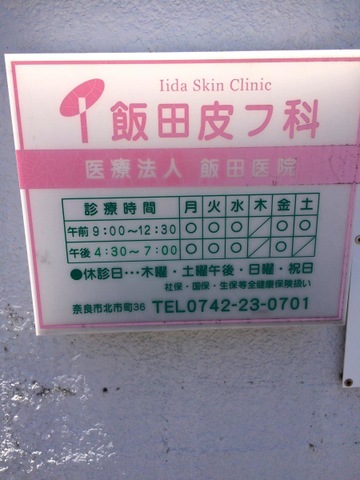 Iida Skin Clinic
飯田皮フ科
医療法人 飯田医院
診療時間 月 火 水 木 金 土
午前 9:00〜12:30 ○ ○ ○ ／ ○ ○
午後 4:30〜7:00 ○ ○ ○ ／ ○ ／
●休診日…木曜・土曜午後・日曜・祝日
社保・国保・生保等全健康保険扱い
奈良市北市町36 TEL0742-23-0701